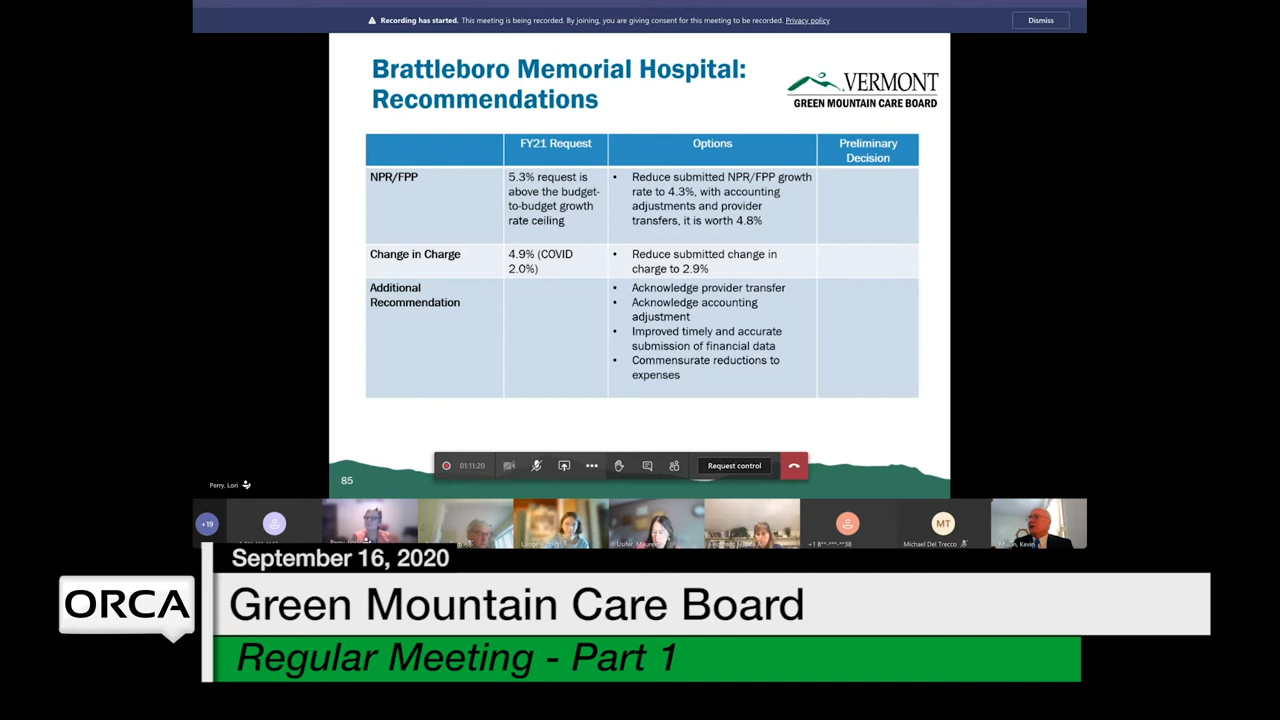 Recording has started. This meeting is being recorded. By joining, you are giving consent for this meeting to be recorded. Privacy policy
Dismiss
Brattleboro Memorial Hospital:
Recommendations
VERMONT
GREEN MOUNTAIN CARE BOARD
FY21 Request
Options
Preliminary
Decision
NPR/FPP
5.3% request is
above the budget-
to-budget growth
rate ceiling
• Reduce submitted NPR/FPP growth
rate to 4.3%, with accounting
adjustments and provider
transfers, it is worth 4.8%
Change in Charge
4.9% (COVID
2.0%)
• Reduce submitted change in
charge to 2.9%
Additional
Recommendation
• Acknowledge provider transfer
• Acknowledge accounting
adjustment
• Improved timely and accurate
submission of financial data
• Commensurate reductions to
expenses
01:11:20
Request control
85
Perry, Lori
+19
MT
Michael Del Trecco
September 16, 2020
ORCA
Green Mountain Care Board
Regular Meeting - Part 1